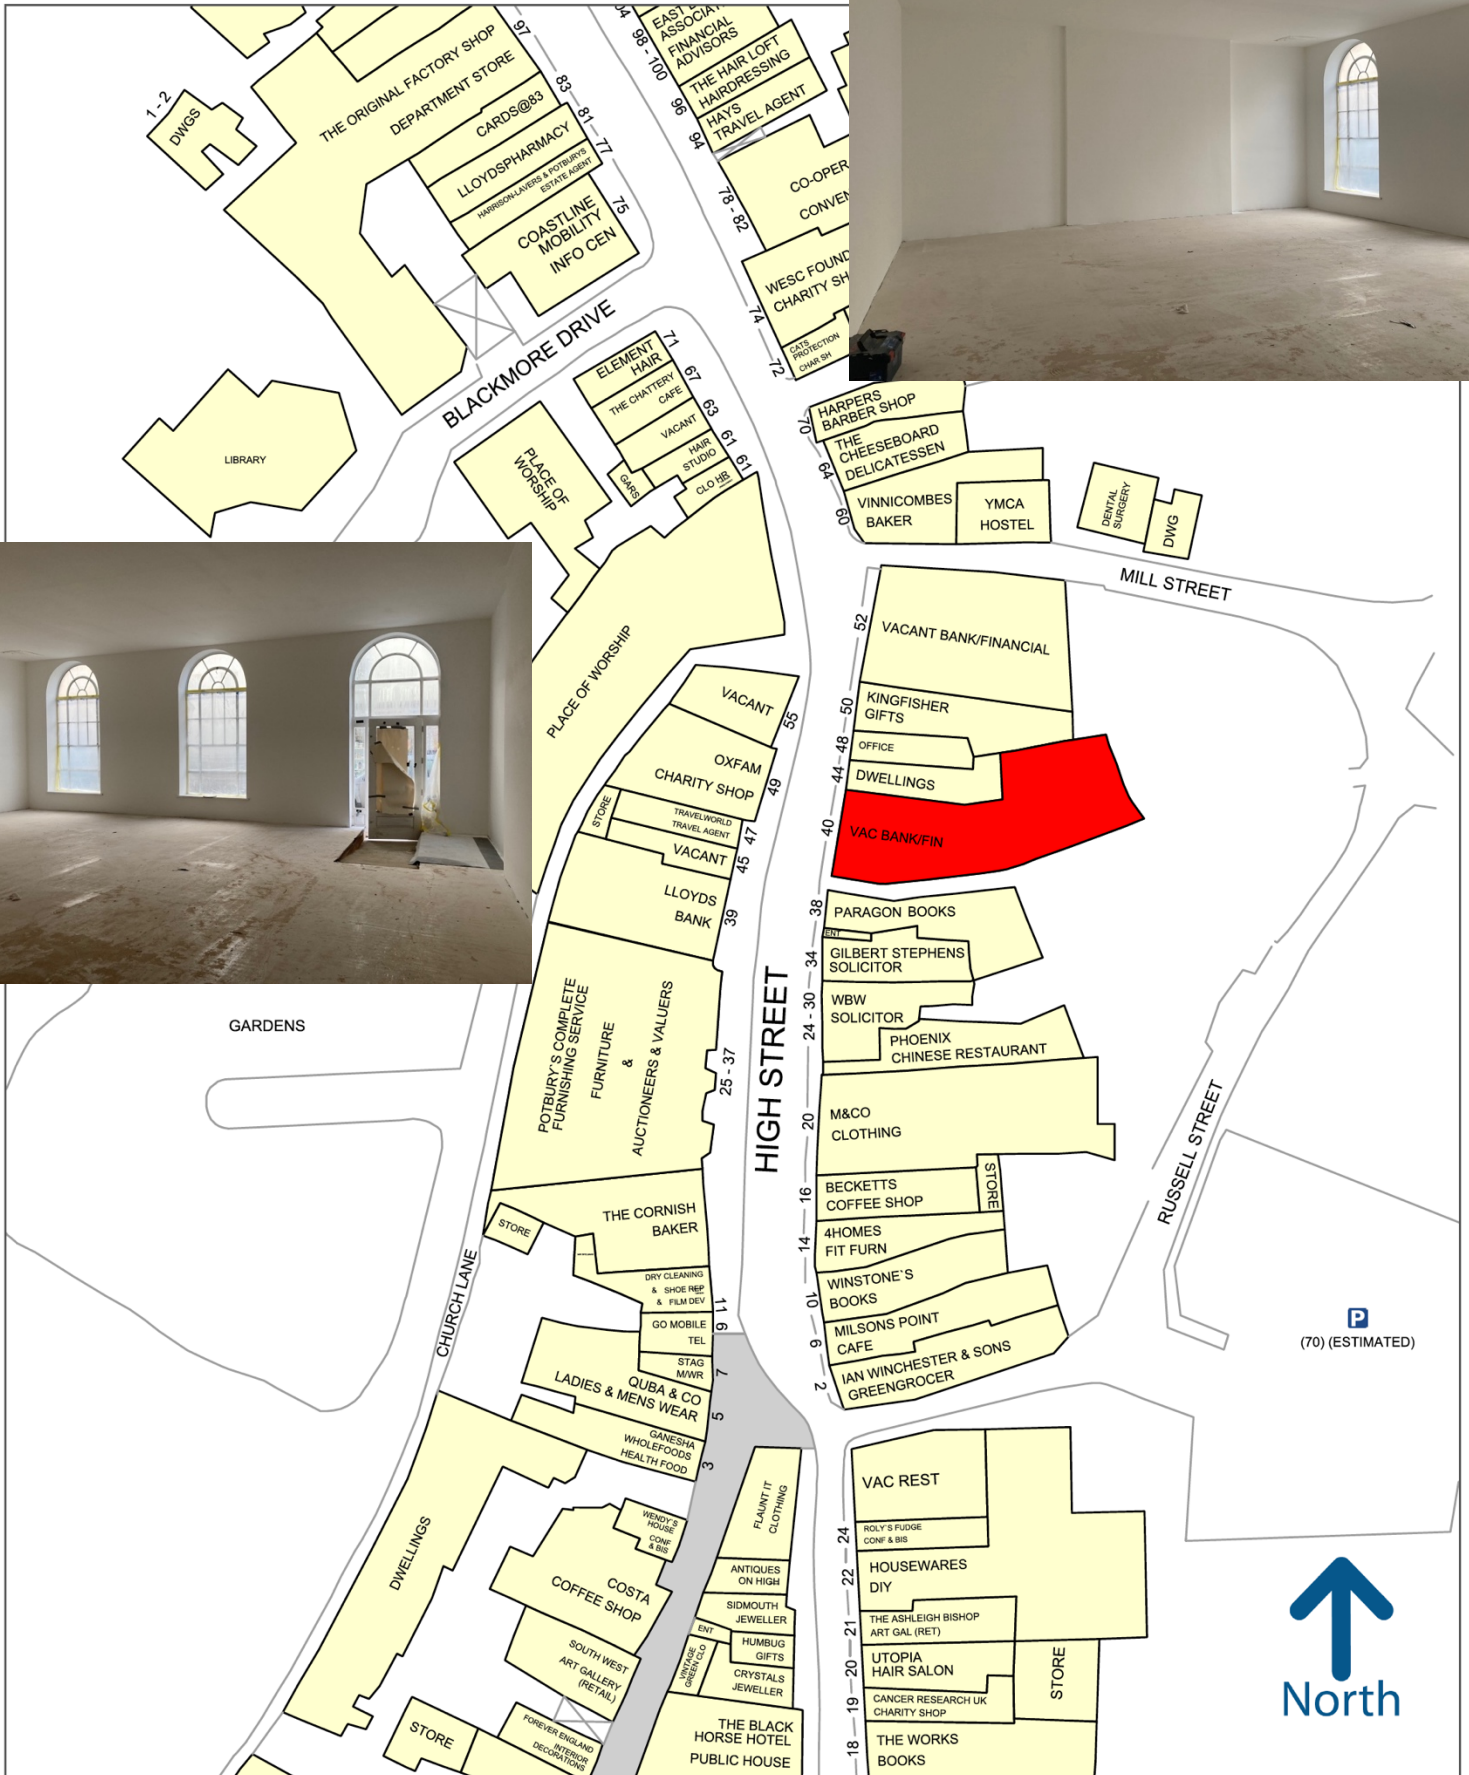 97
THE ORIGINAL FACTORY SHOP
DEPARTMENT STORE
83
CARDS@83
81
LLOYDSPHARMACY
77
HARRISON-LAVERS & POTBURYS
ESTATE AGENT
75
COASTLINE
MOBILITY
INFO CEN
1 - 2
DWGS
98 - 100
ASSOCIAT
FINANCIAL
ADVISORS
THE HAIR LOFT
HAIRDRESSING
96
HAYS
TRAVEL AGENT
94
CO-OPER
CONVEN
78 - 82
WESC FOUND
CHARITY SH
74
CATS
PROTECTION
CHAR SH
72
BLACKMORE DRIVE
LIBRARY
71
ELEMENT
HAIR
67
THE CHATTERY
CAFE
63
VACANT
61
HAIR
STUDIO
61
CLO HB
GARS
PLACE OF
WORSHIP
HARPERS
BARBER SHOP
70
THE
CHEESEBOARD
DELICATESSEN
64
VINNICOMBES
BAKER
60
YMCA
HOSTEL
DENTAL
SURGERY
DWG
MILL STREET
PLACE OF WORSHIP
52
VACANT BANK/FINANCIAL
50
KINGFISHER
GIFTS
48
OFFICE
44
DWELLINGS
40
VAC BANK/FIN
VACANT
55
OXFAM
CHARITY SHOP
49
STORE
TRAVELWORLD
TRAVEL AGENT
47
VACANT
45
LLOYDS
BANK
39
38
PARAGON BOOKS
ENT
34
GILBERT STEPHENS
SOLICITOR
24 - 30
WBW
SOLICITOR
PHOENIX
CHINESE RESTAURANT
HIGH STREET
GARDENS
POTBURY`S COMPLETE
FURNISHING SERVICE
FURNITURE
&
AUCTIONEERS & VALUERS
25 - 37
20
M&CO
CLOTHING
16
BECKETTS
COFFEE SHOP
STORE
14
4HOMES
FIT FURN
10
WINSTONE`S
BOOKS
6
MILSONS POINT
CAFE
2
IAN WINCHESTER & SONS
GREENGROCER
RUSSELL STREET
P
(70) (ESTIMATED)
STORE
THE CORNISH
BAKER
CHURCH LANE
DRY CLEANING
& SHOE REP
& FILM DEV
11
GO MOBILE
TEL
9
STAG
M/WR
7
QUBA & CO
LADIES & MENS WEAR
5
GANESHA
WHOLEFOODS
HEALTH FOOD
3
DWELLINGS
WENDY`S
HOUSE
CONF
& BIS
COSTA
COFFEE SHOP
FLAUNT IT
CLOTHING
ANTIQUES
ON HIGH
SIDMOUTH
JEWELLER
ENT
HUMBUG
GIFTS
VINTAGE
GREEN CLO
CRYSTALS
JEWELLER
SOUTH WEST
ART GALLERY
(RETAIL)
THE BLACK
HORSE HOTEL
PUBLIC HOUSE
STORE
FOREVER ENGLAND
INTERIOR
DECORATIONS
VAC REST
24
ROLY`S FUDGE
CONF & BIS
22
HOUSEWARES
DIY
21
THE ASHLEIGH BISHOP
ART GAL (RET)
20
UTOPIA
HAIR SALON
19
CANCER RESEARCH UK
CHARITY SHOP
STORE
18
THE WORKS
BOOKS
North